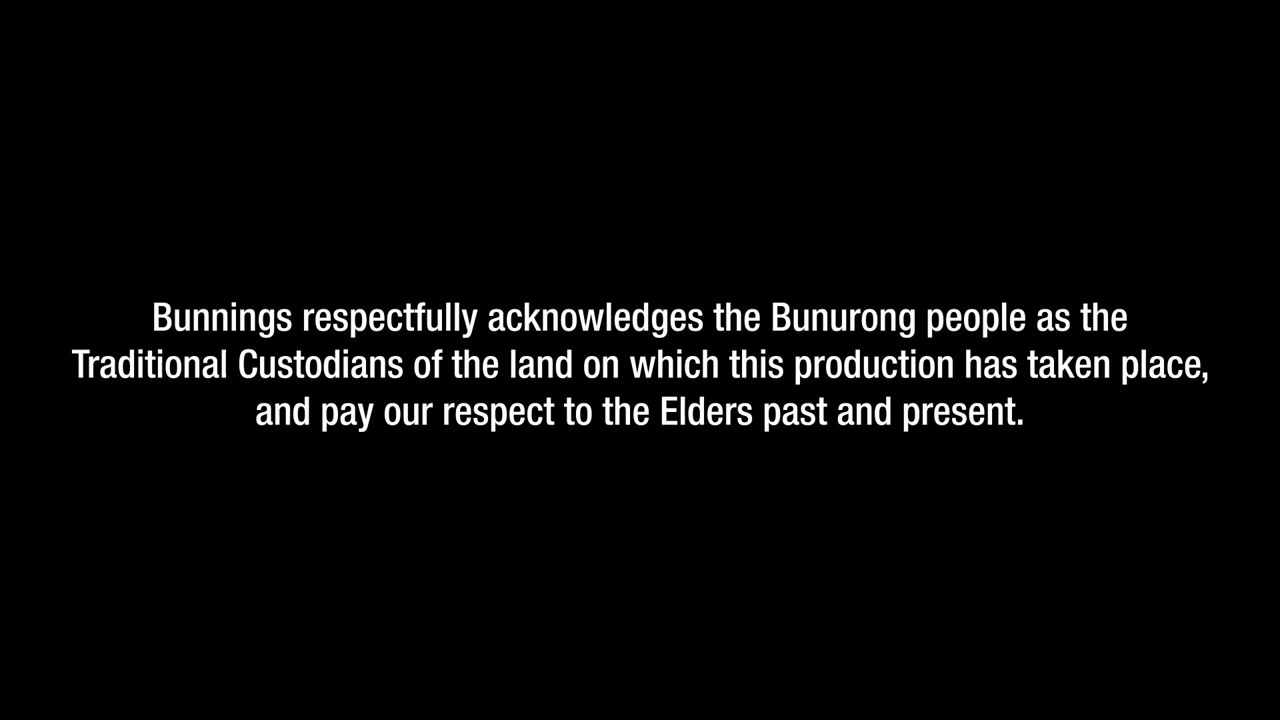 Bunnings respectfully acknowledges the Bunurong people as the
Traditional Custodians of the land on which this production has taken place,
and pay our respect to the Elders past and present.